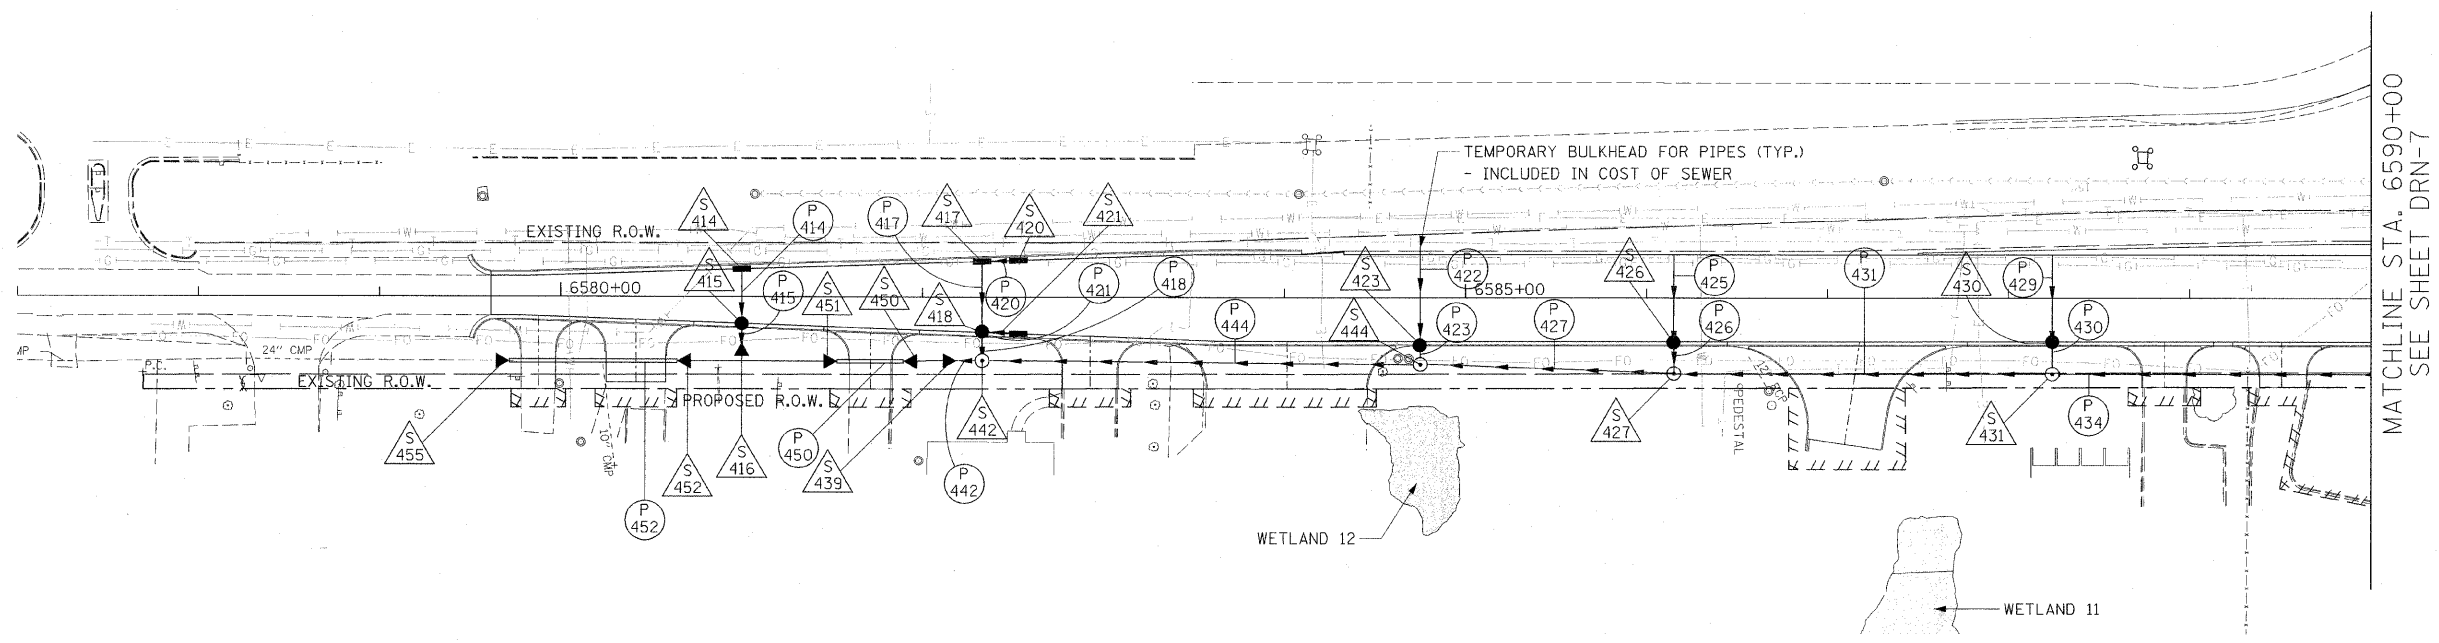 TEMPORARY BULKHEAD FOR PIPES (TYP.)
- INCLUDED IN COST OF SEWER
MATCHLINE STA. 6590+00
SEE SHEET DRN-7
EXISTING R.O.W.
S 414
P 414
P 417
S 417
S 420
S 421
S 415
P 415
S 451
S 450
S 418
P 420
P 421
P 418
S 423
P 422
S 426
P 425
P 431
S 430
P 429
6580+00
6585+00
P 444
S 444
P 423
P 427
P 426
P 430
24" CMP
EXISTING R.O.W.
PROPOSED R.O.W.
S 455
P 452
S 452
S 416
P 450
S 439
P 442
S 442
10" CMP
S 427
PEDESTAL
12" RCP
S 431
P 434
WETLAND 12
WETLAND 11